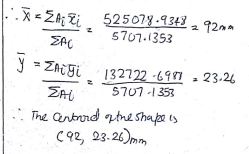 ∴ X̄ = ΣAᵢx̄ᵢ / ΣAᵢ = 525078.9348 / 5707.1353 = 92mm
ȳ = ΣAᵢȳᵢ / ΣAᵢ = 132722.6981 / 5707.1353 = 23.26
∴ The Centroid of the shape is
(92, 23.26)mm